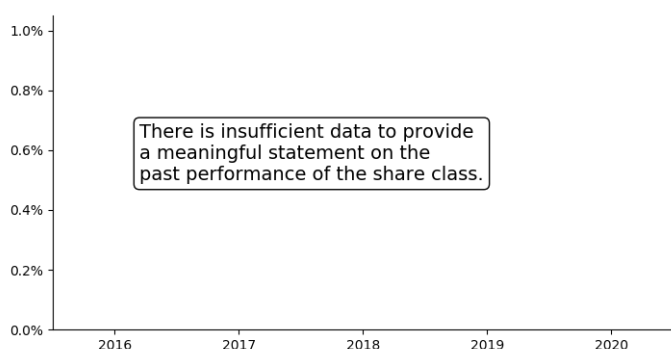 1.0%
0.8%
There is insufficient data to provide
a meaningful statement on the
past performance of the share class.
0.6%
0.4%
0.2%
0.0%
2016 2017 2018 2019 2020